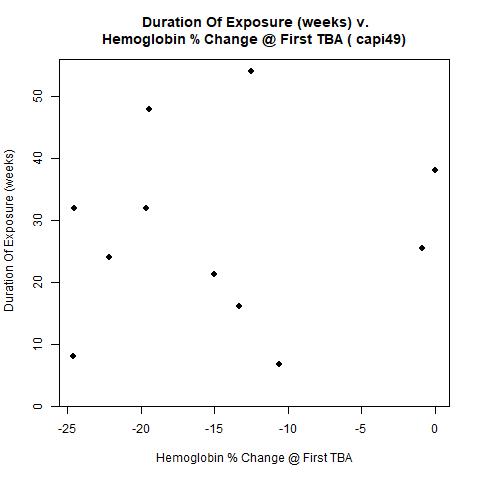 Duration Of Exposure (weeks) v.
Hemoglobin % Change @ First TBA ( capi49)
Duration Of Exposure (weeks)
50
40
30
20
10
0
-25 -20 -15 -10 -5 0
Hemoglobin % Change @ First TBA